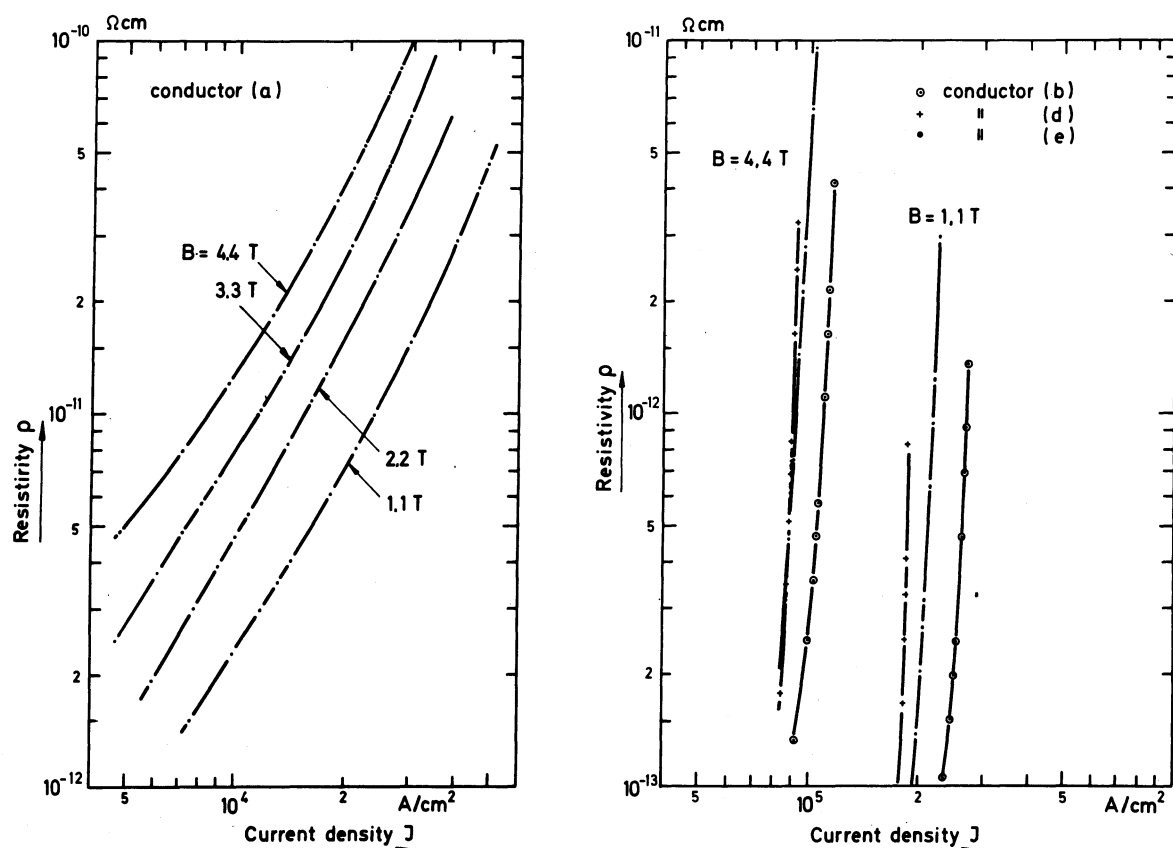 Ωcm
10⁻¹⁰
conductor (a)
5
B = 4.4 T
3.3 T
2
10⁻¹¹
2.2 T
1.1 T
5
2
10⁻¹²
5 10⁴ 2 A/cm²
Resistirity ρ
Current density J
Ωcm
10⁻¹¹
conductor (b)
" (d)
" (e)
5
B = 4,4 T
B = 1,1 T
2
10⁻¹²
5
2
10⁻¹³
5 10⁵ 2 5 A/cm² 2
Resistivity ρ
Current density J